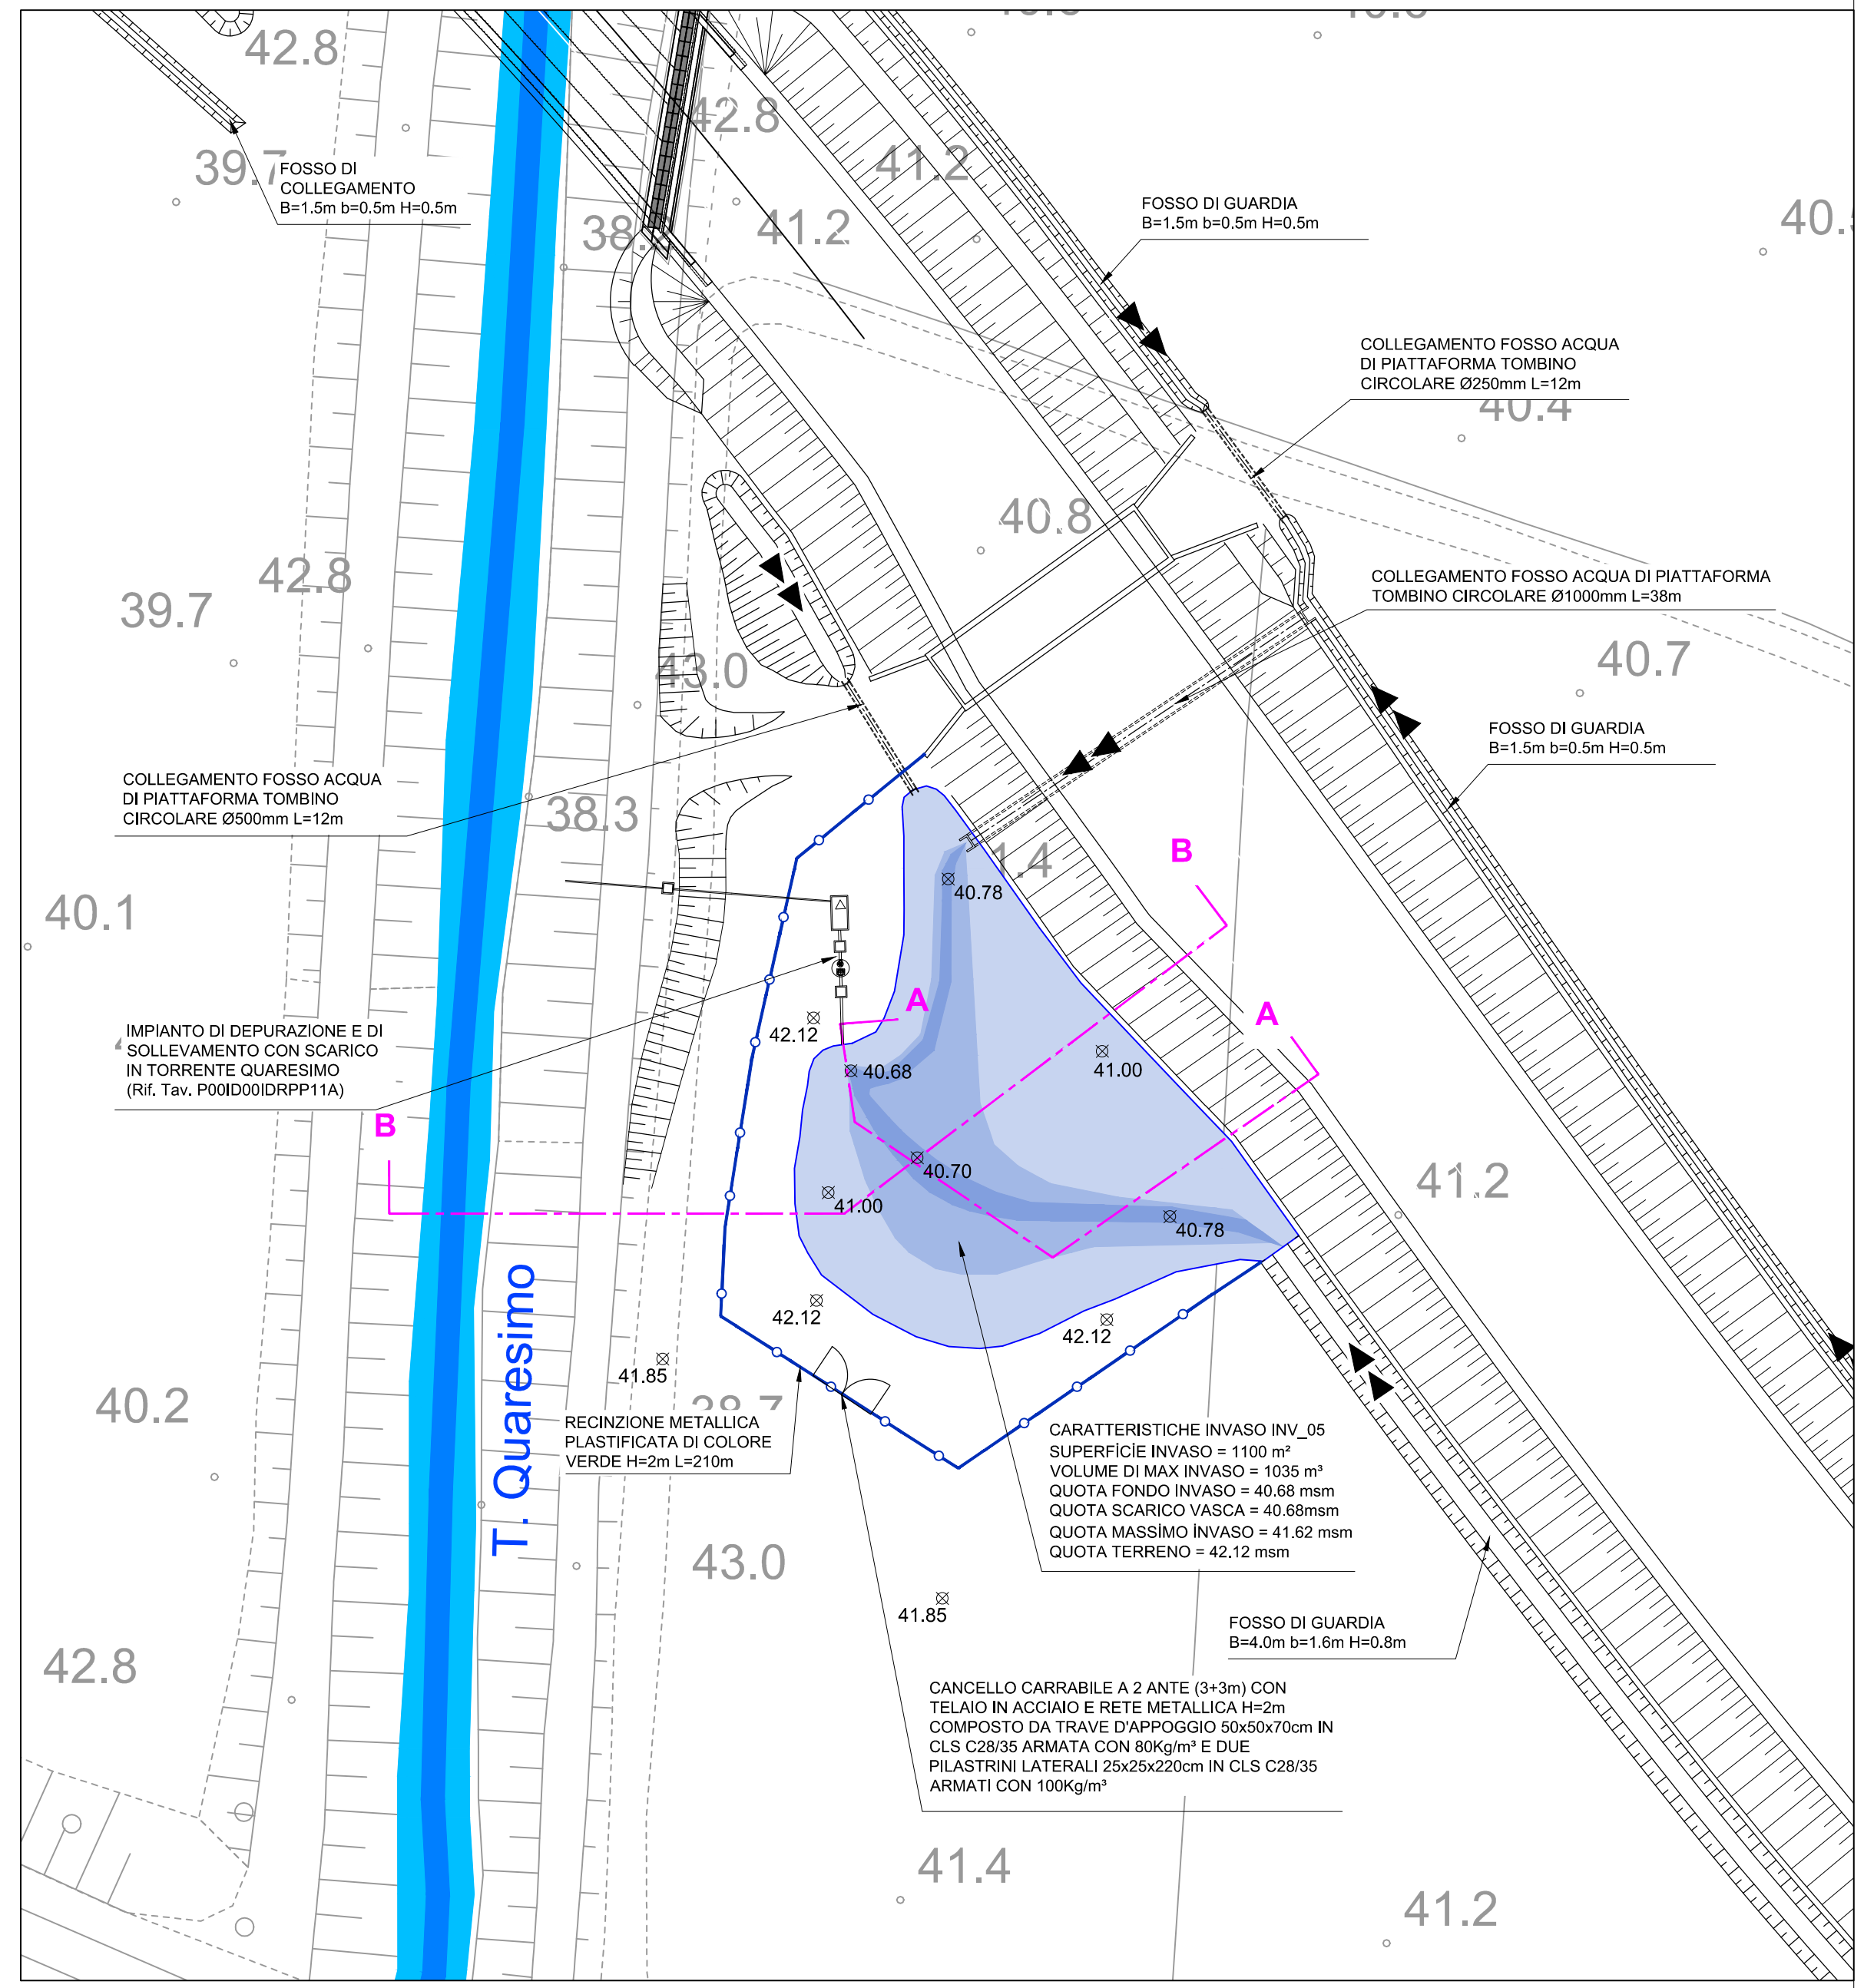 42.8
42.8
39.7
FOSSO DI
COLLEGAMENTO
B=1.5m b=0.5m H=0.5m
41.2
41.2
FOSSO DI GUARDIA
B=1.5m b=0.5m H=0.5m
COLLEGAMENTO FOSSO ACQUA
DI PIATTAFORMA TOMBINO
CIRCOLARE Ø250mm L=12m
40.4
40.8
42.8
39.7
COLLEGAMENTO FOSSO ACQUA DI PIATTAFORMA
TOMBINO CIRCOLARE Ø1000mm L=38m
40.7
43.0
FOSSO DI GUARDIA
B=1.5m b=0.5m H=0.5m
COLLEGAMENTO FOSSO ACQUA
DI PIATTAFORMA TOMBINO
CIRCOLARE Ø500mm L=12m
38.3
B
40.78
40.1
A
A
42.12
IMPIANTO DI DEPURAZIONE E DI
SOLLEVAMENTO CON SCARICO
IN TORRENTE QUARESIMO
(Rif. Tav. P00ID00IDRPP11A)
40.68
41.00
B
40.70
41.00
40.78
41.2
T. Quaresimo
42.12
42.12
41.85
40.2
38.7
RECINZIONE METALLICA
PLASTIFICATA DI COLORE
VERDE H=2m L=210m
CARATTERISTICHE INVASO INV_05
SUPERFİCİE INVASO = 1100 m²
VOLUME DI MAX INVASO = 1035 m³
QUOTA FONDO INVASO = 40.68 msm
QUOTA SCARICO VASCA = 40.68msm
QUOTA MASSİMO İNVASO = 41.62 msm
QUOTA TERRENO = 42.12 msm
43.0
41.85
FOSSO DI GUARDIA
B=4.0m b=1.6m H=0.8m
42.8
CANCELLO CARRABILE A 2 ANTE (3+3m) CON
TELAIO IN ACCIAIO E RETE METALLICA H=2m
COMPOSTO DA TRAVE D'APPOGGIO 50x50x70cm IN
CLS C28/35 ARMATA CON 80Kg/m³ E DUE
PILASTRINI LATERALI 25x25x220cm IN CLS C28/35
ARMATI CON 100Kg/m³
41.4
41.2